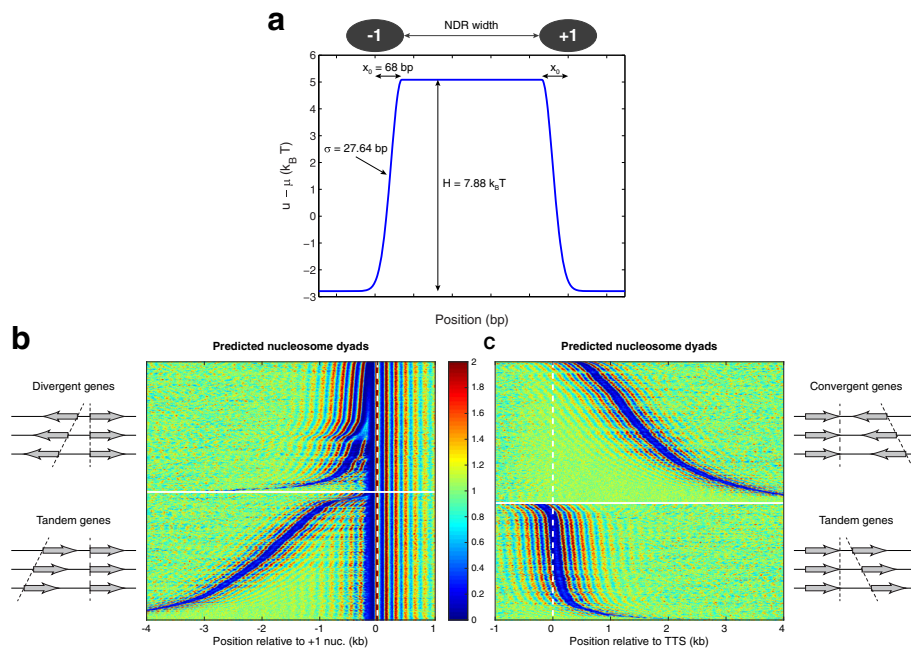 a
NDR width
-1
+1
x₀ = 68 bp
x₀
σ = 27.64 bp
H = 7.88 k_BT
u − μ (k_B T)
6
5
4
3
2
1
0
−1
−2
−3
Position (bp)
b
Predicted nucleosome dyads
Divergent genes
Tandem genes
-4 -3 -2 -1 0 1
Position relative to +1 nuc. (kb)
2
1.8
1.6
1.4
1.2
1
0.8
0.6
0.4
0.2
0
c
Predicted nucleosome dyads
Convergent genes
Tandem genes
-1 0 1 2 3 4
Position relative to TTS (kb)